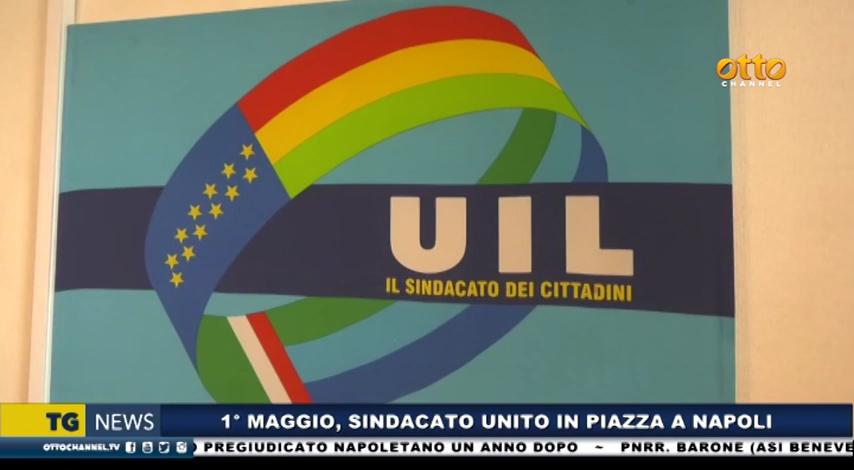 otto
CHANNEL
UIL
IL SINDACATO DEI CITTADINI
TG NEWS
1° MAGGIO, SINDACATO UNITO IN PIAZZA A NAPOLI
OTTOCHANNEL.TV
PREGIUDICATO NAPOLETANO UN ANNO DOPO ~ PNRR. BARONE (ASI BENEVE